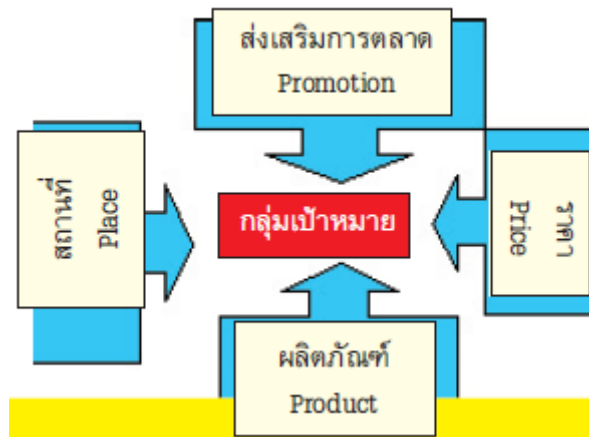 ส่งเสริมการตลาด
Promotion
สถานที่
Place
กลุ่มเป้าหมาย
ราคา
Price
ผลิตภัณฑ์
Product